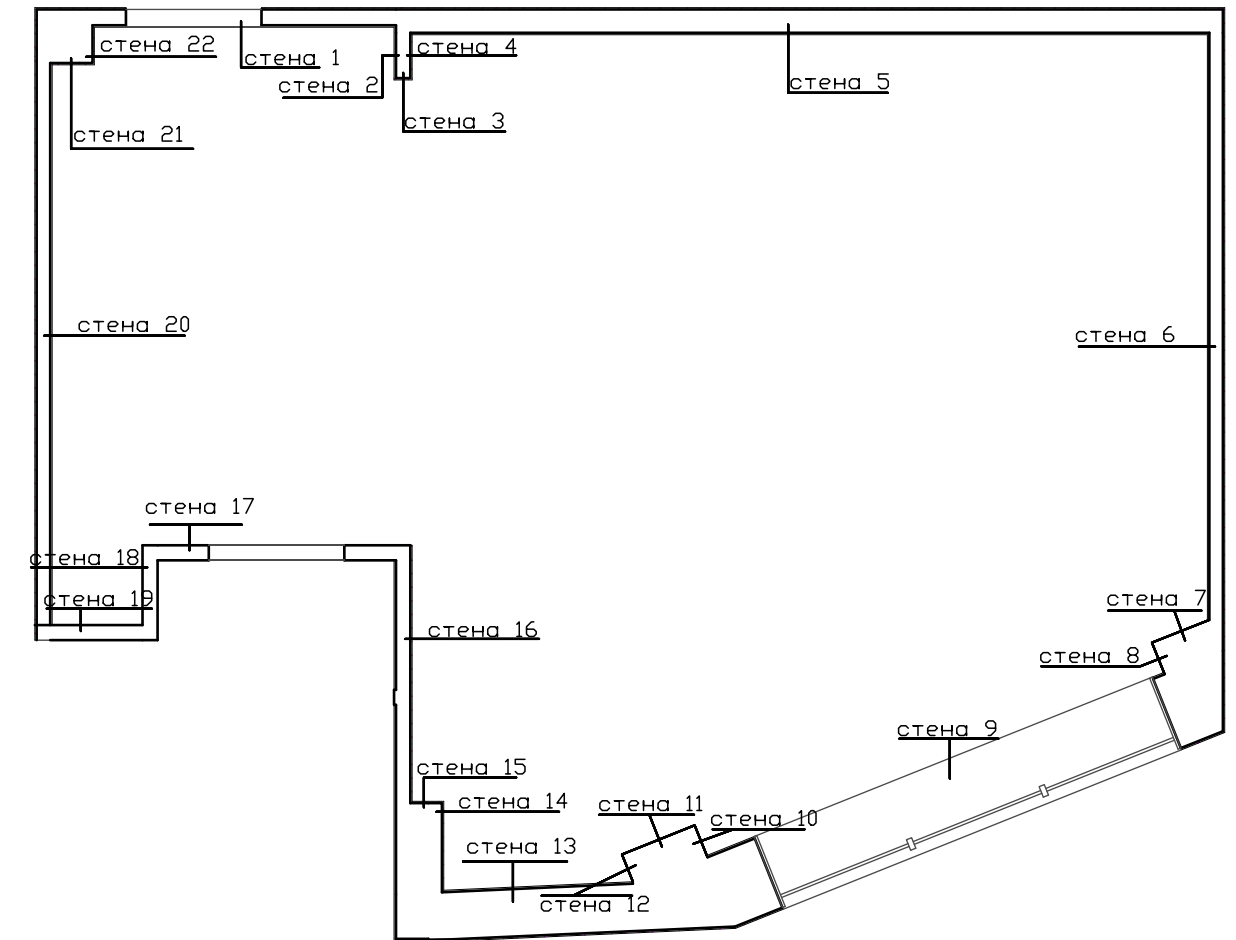 стена 22
стена 1
стена 4
стена 2
стена 5
стена 3
стена 21
стена 20
стена 6
стена 17
стена 18
стена 19
стена 7
стена 16
стена 8
стена 9
стена 15
стена 14
стена 11
стена 10
стена 13
стена 12